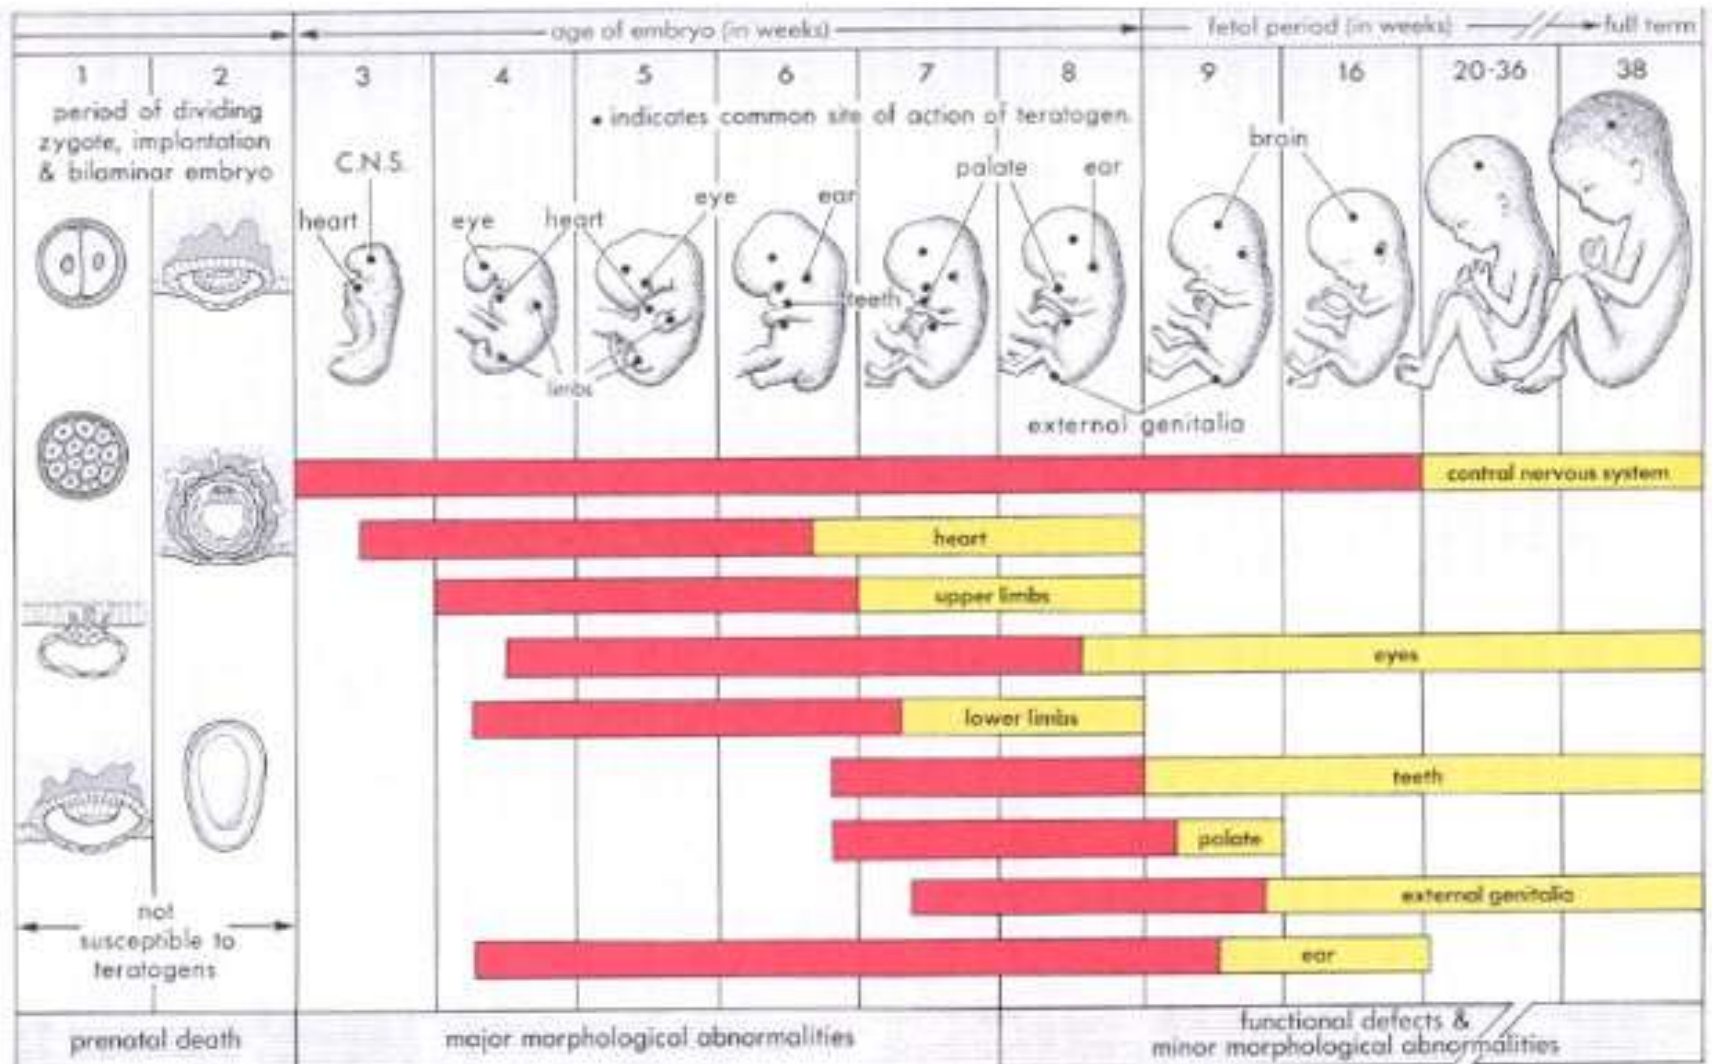 age of embryo (in weeks)
fetal period (in weeks)
full term
1
2
3
4
5
6
7
8
9
16
20-36
38
period of dividing
zygote, implantation
& bilaminar embryo
• indicates common site of action of teratogen.
C.N.S.
heart
eye
heart
eye
ear
palate
ear
brain
teeth
limbs
external genitalia
central nervous system
heart
upper limbs
eyes
lower limbs
teeth
palate
external genitalia
ear
not
susceptible to
teratogens
prenatal death
major morphological abnormalities
functional defects &
minor morphological abnormalities